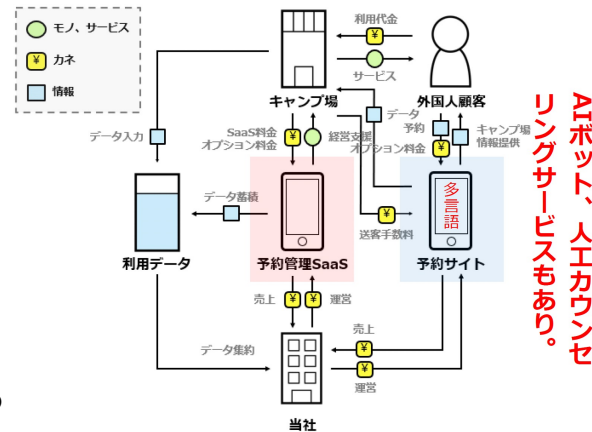 モノ、サービス
¥ カネ
情報
利用代金
¥
サービス
キャンプ場
外国人顧客
データ入力
SaaS料金
オプション料金
¥
経営支援
データ
予約
オプション料金
¥
キャンプ場
情報提供
データ蓄積
多言語
¥
送客手数料
利用データ
予約管理SaaS
予約サイト
売上
¥
¥
運営
データ集約
売上
¥
¥
運営
当社
AIボット、人工カウンセ
リングサービスもあり。